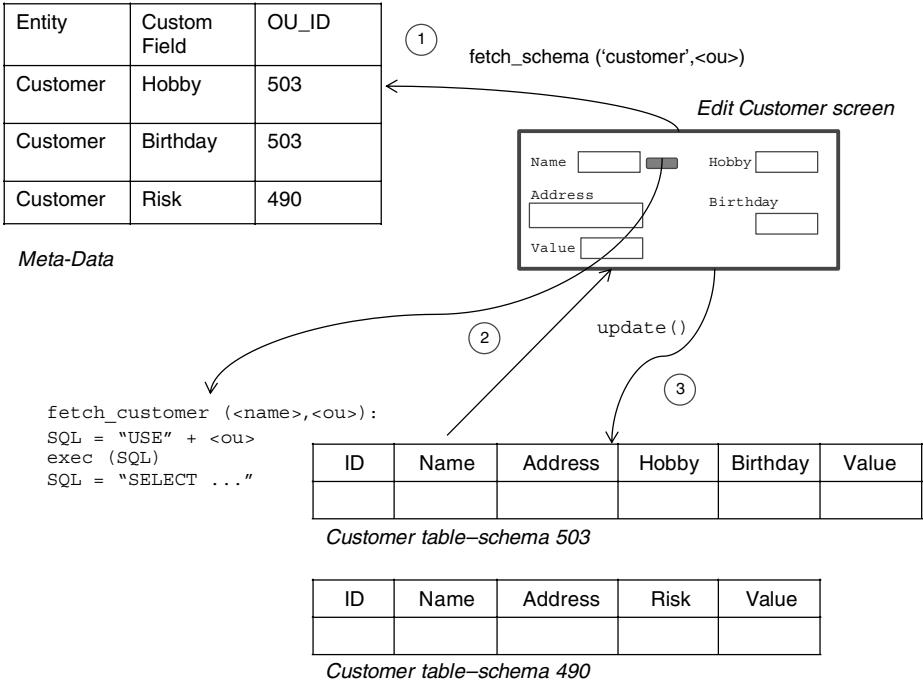 Entity Custom Field OU_ID
Customer Hobby 503
Customer Birthday 503
Customer Risk 490
Meta-Data
1
fetch_schema (‘customer’,<ou>)
Edit Customer screen
Name Hobby
Address Birthday
Value
2
update()
3
fetch_customer (<name>,<ou>):
SQL = “USE” + <ou>
exec (SQL)
SQL = “SELECT ...”
ID Name Address Hobby Birthday Value
Customer table–schema 503
ID Name Address Risk Value
Customer table–schema 490